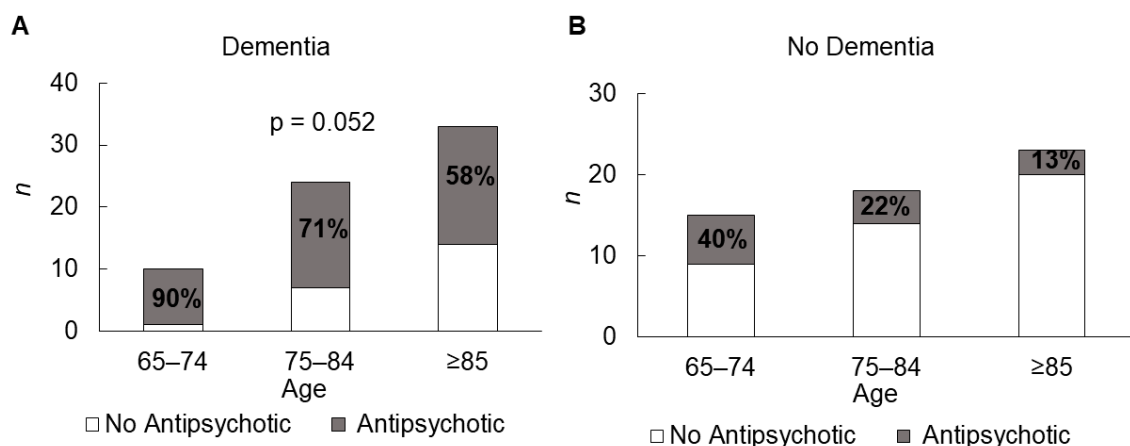 A
Dementia
40
30
20
10
0
n
p = 0.052
90%
71%
58%
65–74
75–84
≥85
Age
No Antipsychotic
Antipsychotic
B
No Dementia
30
20
10
0
n
40%
22%
13%
65–74
75–84
≥85
Age
No Antipsychotic
Antipsychotic